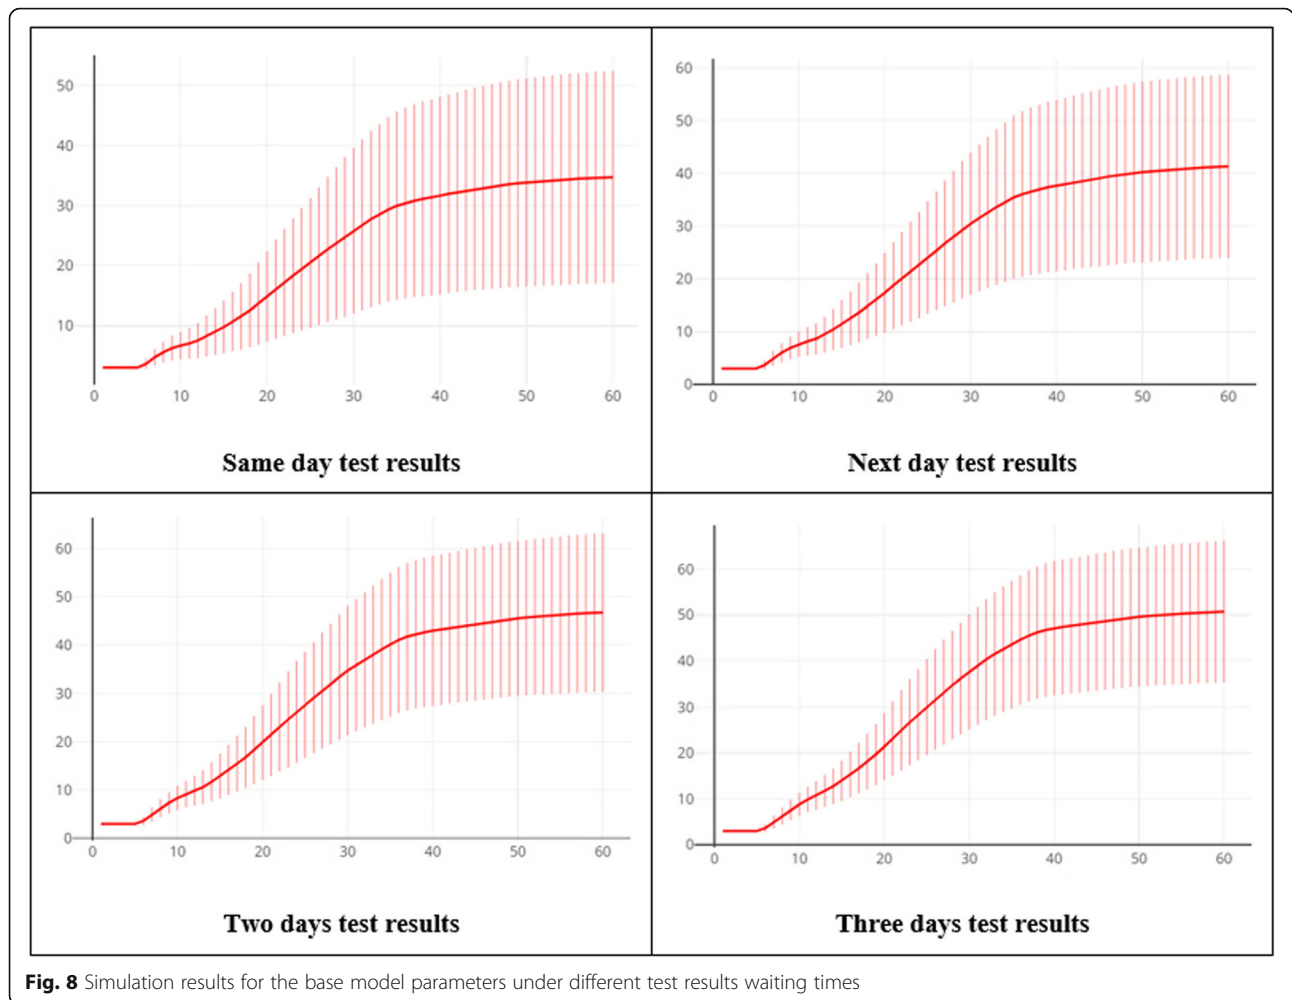 50
40
30
20
10
0 10 20 30 40 50 60
Same day test results
60
50
40
30
20
10
0
0 10 20 30 40 50 60
Next day test results
60
50
40
30
20
10
0
0 10 20 30 40 50 60
Two days test results
60
50
40
30
20
10
0
0 10 20 30 40 50 60
Three days test results
Fig. 8 Simulation results for the base model parameters under different test results waiting times